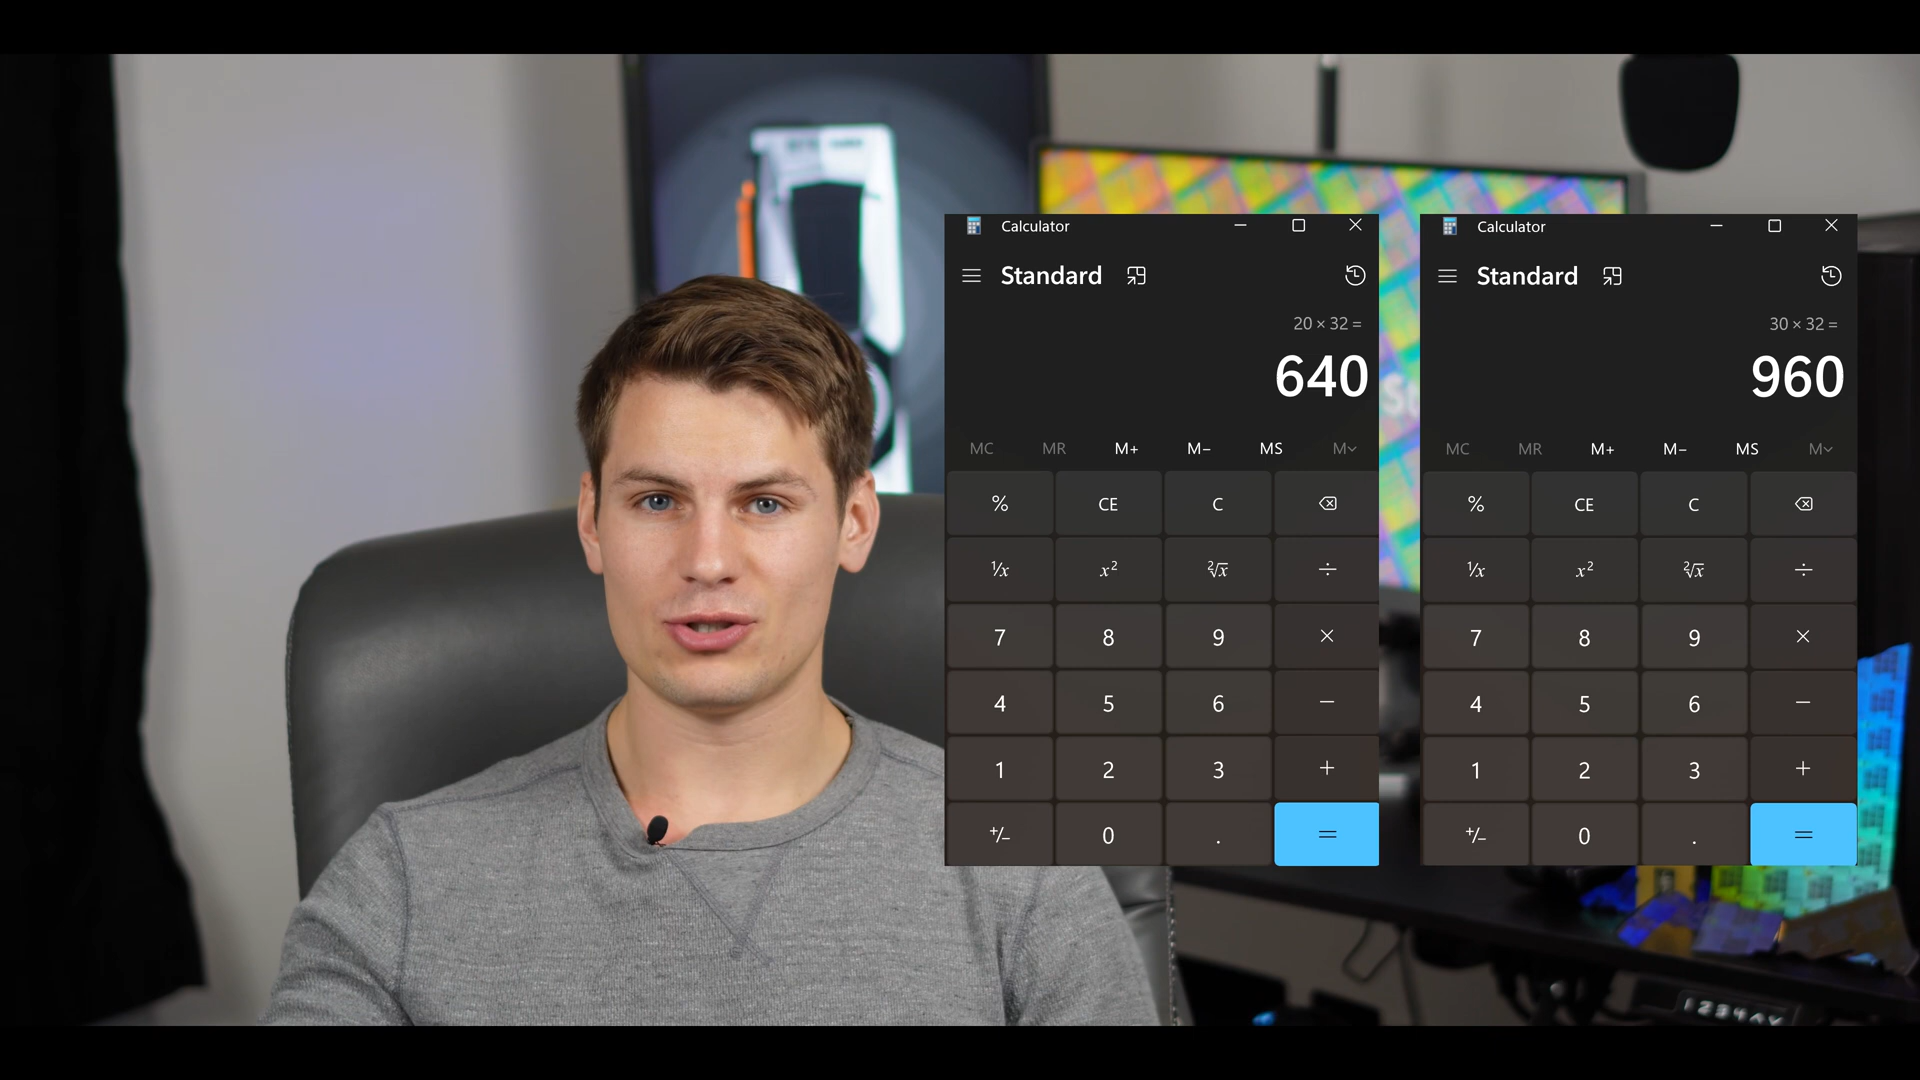 Calculator
Standard
20 × 32 =
640
MC MR M+ M− MS M
% CE C
¹/x x² ²√x ÷
7 8 9 ×
4 5 6 −
1 2 3 +
+/− 0 . =
Calculator
Standard
30 × 32 =
960
MC MR M+ M− MS M
% CE C
¹/x x² ²√x ÷
7 8 9 ×
4 5 6 −
1 2 3 +
+/− 0 . =
St